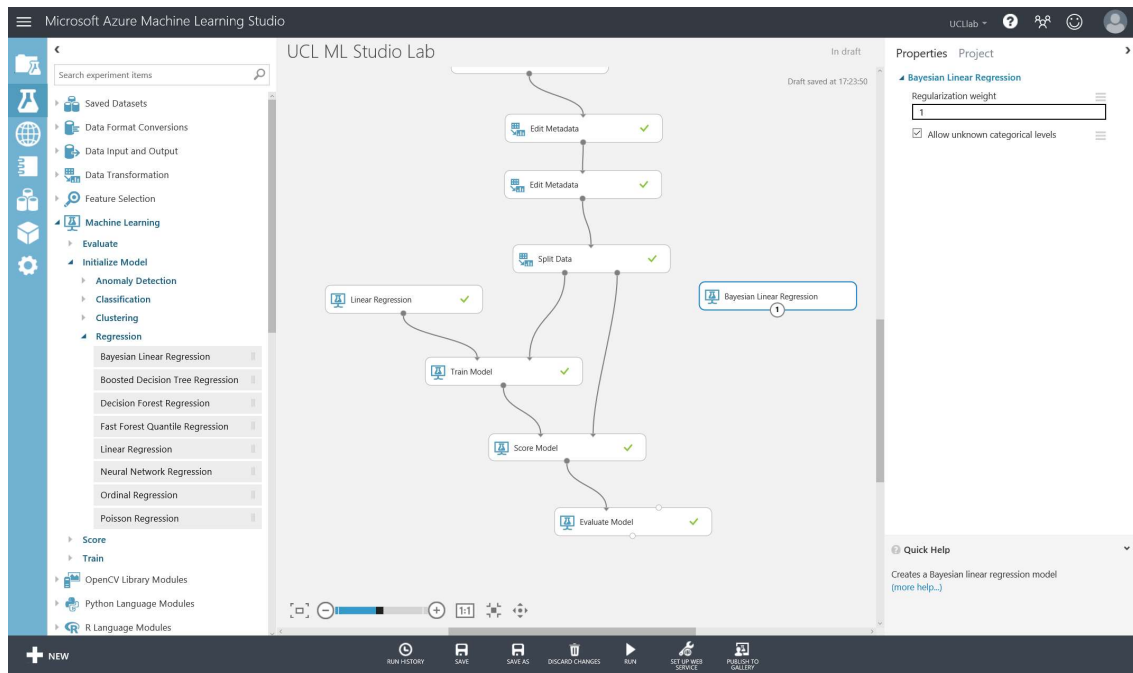 Microsoft Azure Machine Learning Studio
UCLlab
?
Search experiment items
Saved Datasets
Data Format Conversions
Data Input and Output
Data Transformation
Feature Selection
Machine Learning
Evaluate
Initialize Model
Anomaly Detection
Classification
Clustering
Regression
Bayesian Linear Regression
Boosted Decision Tree Regression
Decision Forest Regression
Fast Forest Quantile Regression
Linear Regression
Neural Network Regression
Ordinal Regression
Poisson Regression
Score
Train
OpenCV Library Modules
Python Language Modules
R Language Modules
UCL ML Studio Lab
In draft
Draft saved at 17:23:50
Edit Metadata
Edit Metadata
Split Data
Linear Regression
Bayesian Linear Regression
1
Train Model
Score Model
Evaluate Model
1:1
Properties Project
Bayesian Linear Regression
Regularization weight
1
Allow unknown categorical levels
? Quick Help
Creates a Bayesian linear regression model
(more help...)
NEW
RUN HISTORY
SAVE
SAVE AS
DISCARD CHANGES
RUN
SET UP WEB
SERVICE
PUBLISH TO
GALLERY